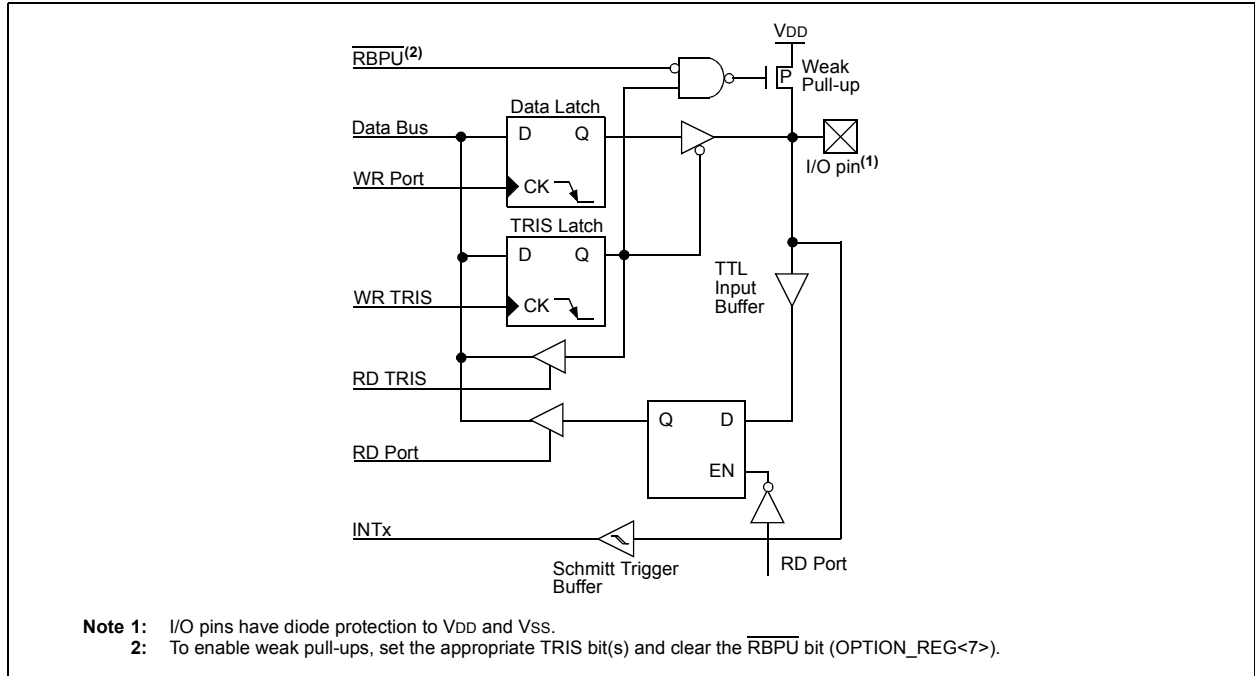 VDD
RBPU(2)
P
Weak
Pull-up
Data Latch
Data Bus
D Q
I/O pin(1)
WR Port
CK
TRIS Latch
D Q
TTL
Input
Buffer
WR TRIS
CK
RD TRIS
Q D
RD Port
EN
INTx
Schmitt Trigger
Buffer
RD Port
Note 1: I/O pins have diode protection to VDD and VSS.
2: To enable weak pull-ups, set the appropriate TRIS bit(s) and clear the RBPU bit (OPTION_REG<7>).